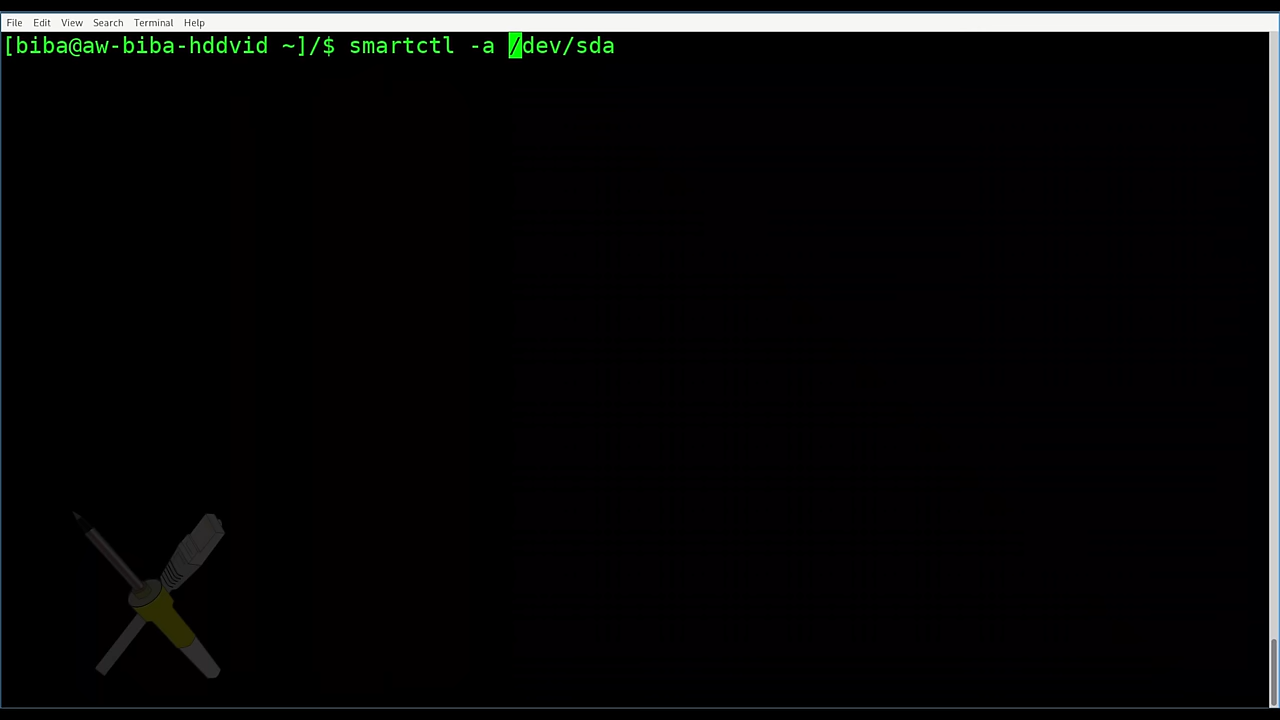 File Edit View Search Terminal Help
[biba@aw-biba-hddvid ~]/$ smartctl -a /dev/sda